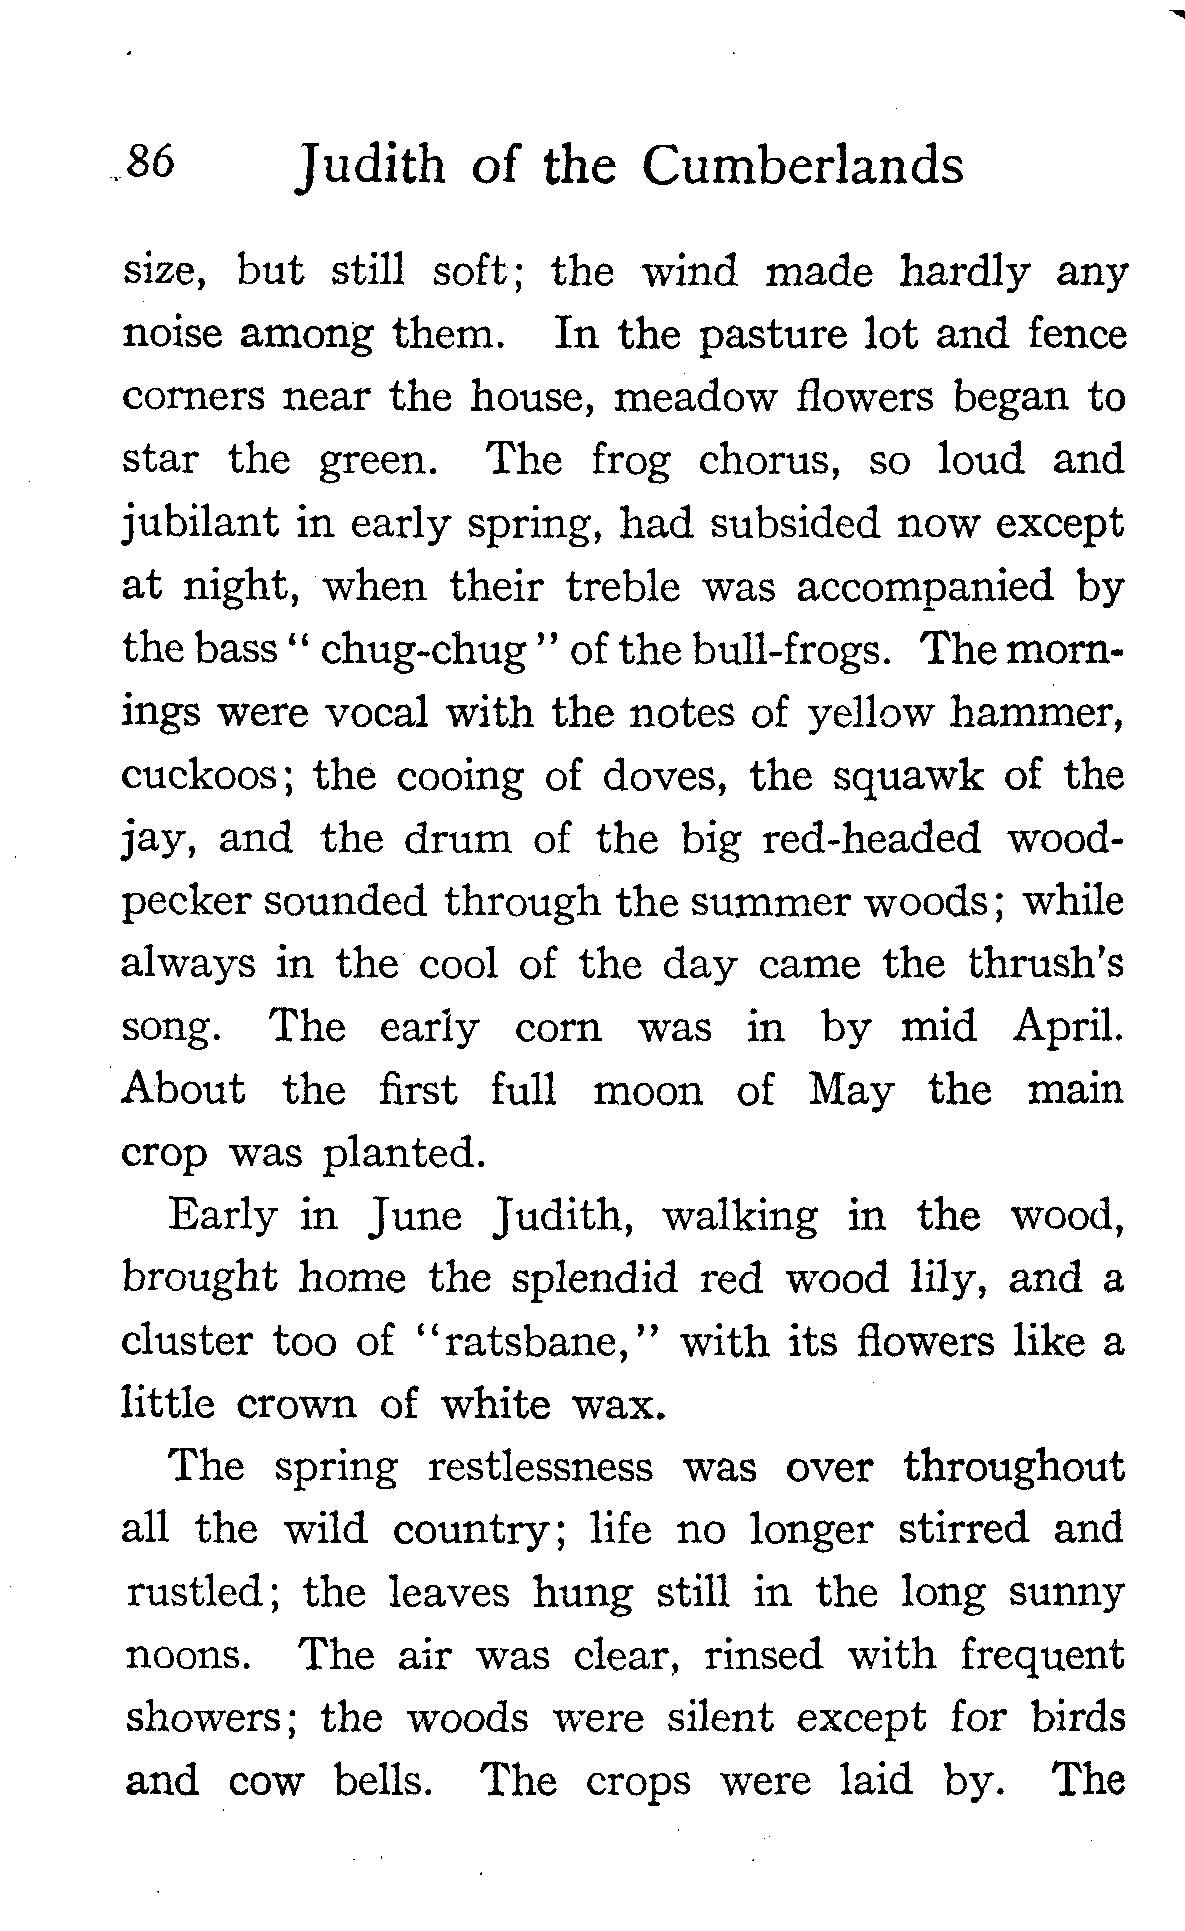 86 Judith of the Cumberlands
size, but still soft; the wind made hardly any
noise among them. In the pasture lot and fence
corners near the house, meadow flowers began to
star the green. The frog chorus, so loud and
jubilant in early spring, had subsided now except
at night, when their treble was accompanied by
the bass " chug-chug " of the bull-frogs. The morn-
ings were vocal with the notes of yellow hammer,
cuckoos; the cooing of doves, the squawk of the
jay, and the drum of the big red-headed wood-
pecker sounded through the summer woods; while
always in the cool of the day came the thrush's
song. The early corn was in by mid April.
About the first full moon of May the main
crop was planted.
Early in June Judith, walking in the wood,
brought home the splendid red wood lily, and a
cluster too of "ratsbane," with its flowers like a
little crown of white wax.
The spring restlessness was over throughout
all the wild country; life no longer stirred and
rustled; the leaves hung still in the long sunny
noons. The air was clear, rinsed with frequent
showers; the woods were silent except for birds
and cow bells. The crops were laid by. The